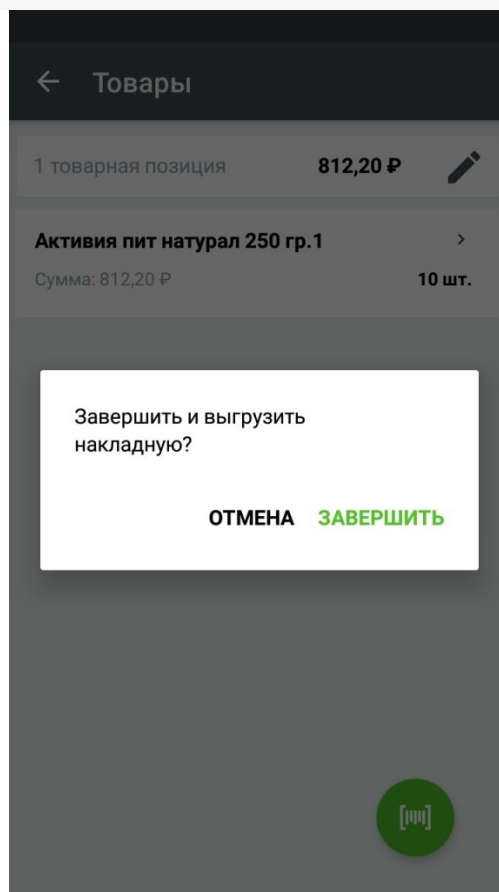 Товары
1 товарная позиция 812,20 ₽
Активия пит натурал 250 гр.1
Сумма: 812,20 ₽ 10 шт.
Завершить и выгрузить
накладную?
ОТМЕНА ЗАВЕРШИТЬ